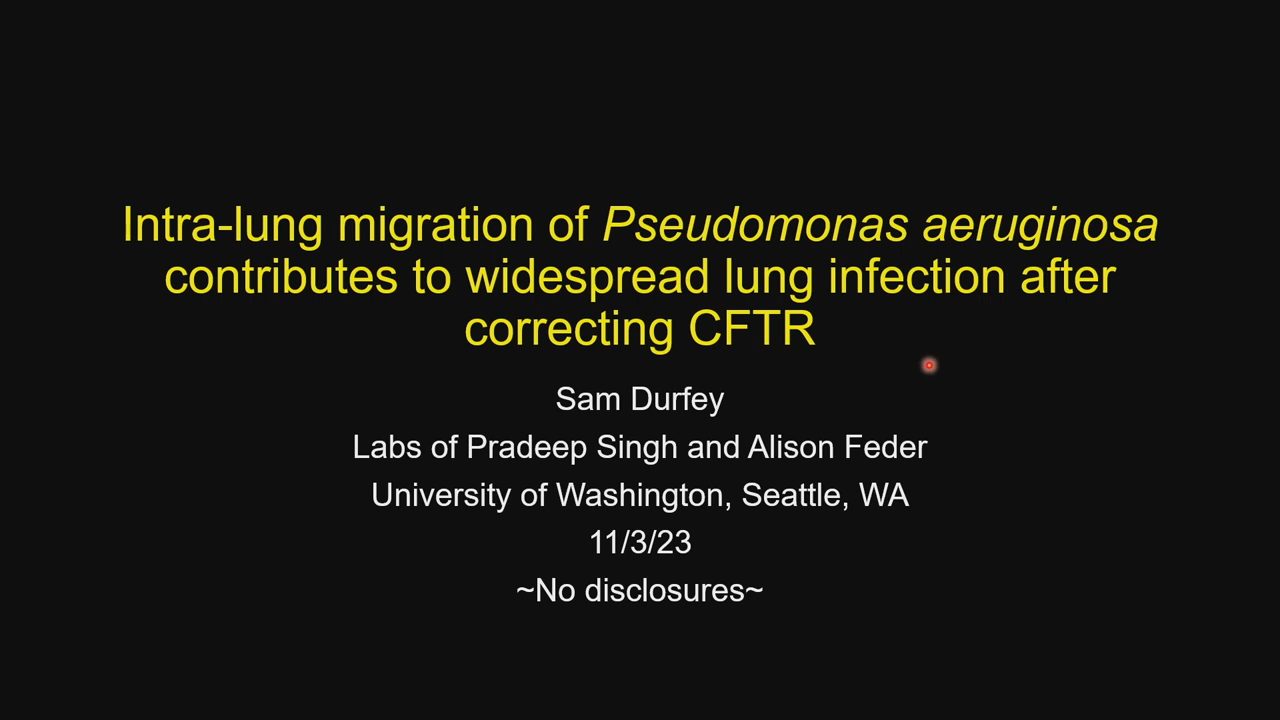 Intra-lung migration of Pseudomonas aeruginosa
contributes to widespread lung infection after
correcting CFTR
Sam Durfey
Labs of Pradeep Singh and Alison Feder
University of Washington, Seattle, WA
11/3/23
~No disclosures~